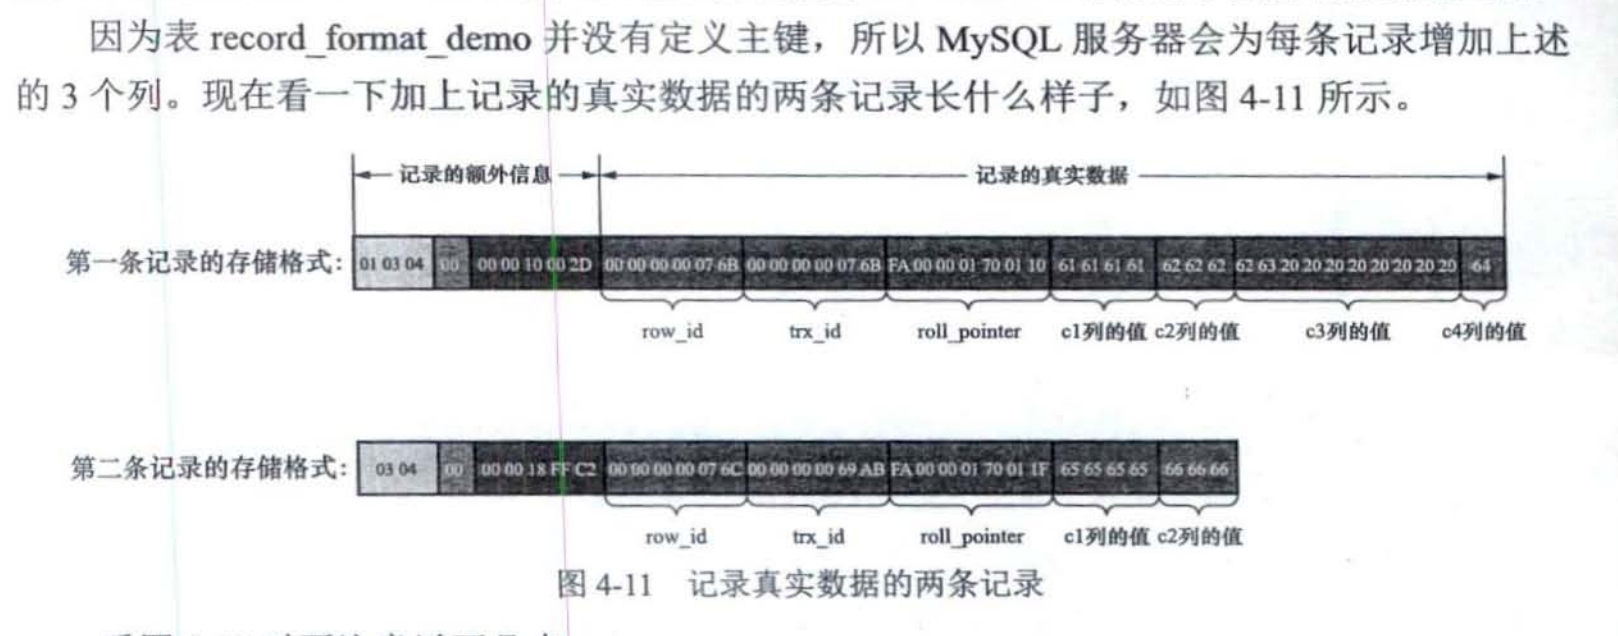 因为表 record_format_demo 并没有定义主键，所以 MySQL 服务器会为每条记录增加上述
的 3 个列。现在看一下加上记录的真实数据的两条记录长什么样子，如图 4-11 所示。
记录的额外信息 记录的真实数据
第一条记录的存储格式: 01 03 04 00 00 00 10 00 2D 00 00 00 00 07 6B 00 00 00 00 07 6B FA 00 00 01 70 01 10 61 61 61 61 62 62 62 62 63 20 20 20 20 20 20 20 20 64
row_id trx_id roll_pointer c1列的值 c2列的值 c3列的值 c4列的值
第二条记录的存储格式: 03 04 00 00 00 18 FF C2 00 00 00 00 07 6C 00 00 00 00 69 AB FA 00 00 01 70 01 1F 65 65 65 65 66 66 66
row_id trx_id roll_pointer c1列的值 c2列的值
图 4-11 记录真实数据的两条记录